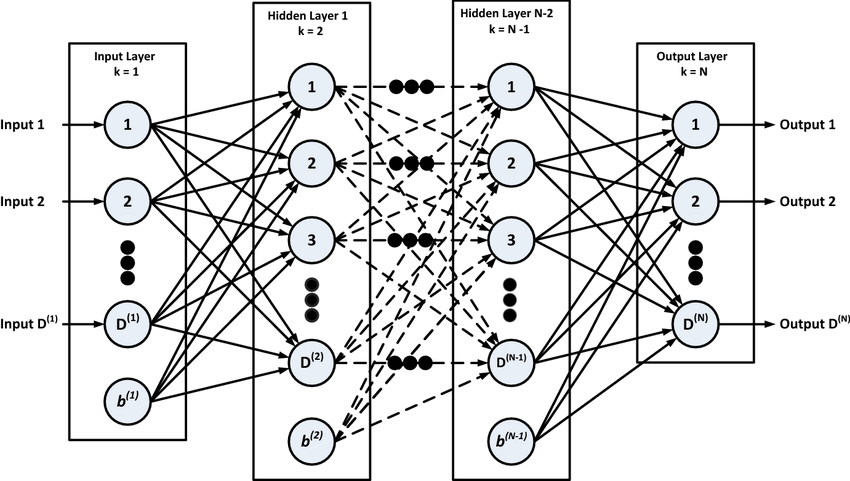 Hidden Layer 1
k = 2
Hidden Layer N-2
k = N -1
Input Layer
k = 1
Output Layer
k = N
Input 1
Input 2
Input D(1)
1
2
D(1)
b(1)
1
2
3
D(2)
b(2)
1
2
3
D(N-1)
b(N-1)
1
2
D(N)
Output 1
Output 2
Output D(N)